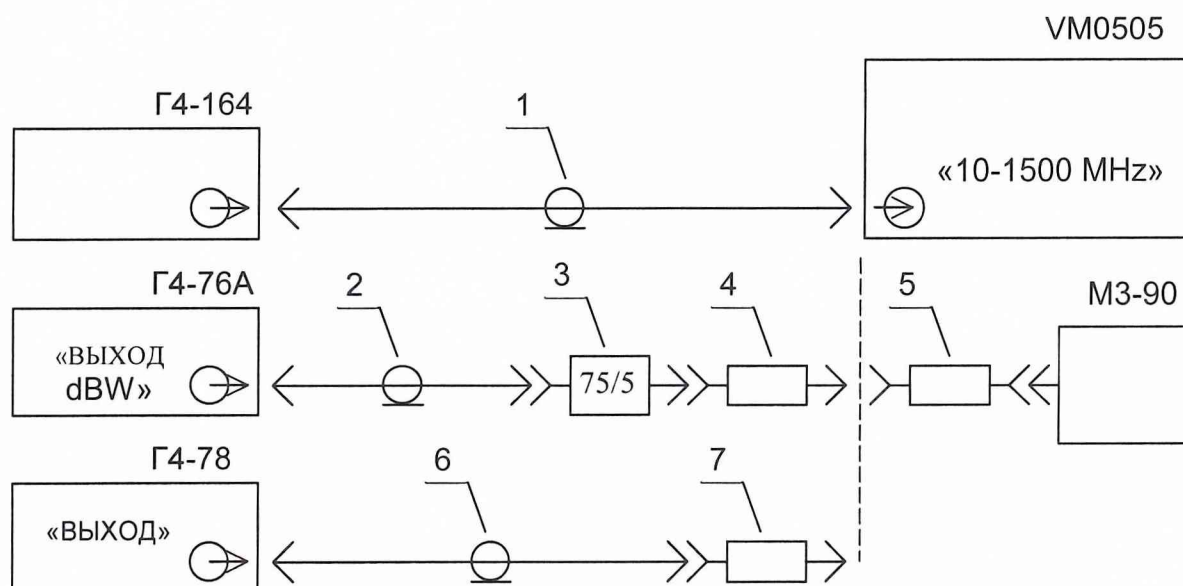 VM0505
Г4-164
1
«10-1500 MHz»
Г4-76А
2
3
4
5
М3-90
«ВЫХОД
dBW»
75/5
Г4-78
6
7
«ВЫХОД»